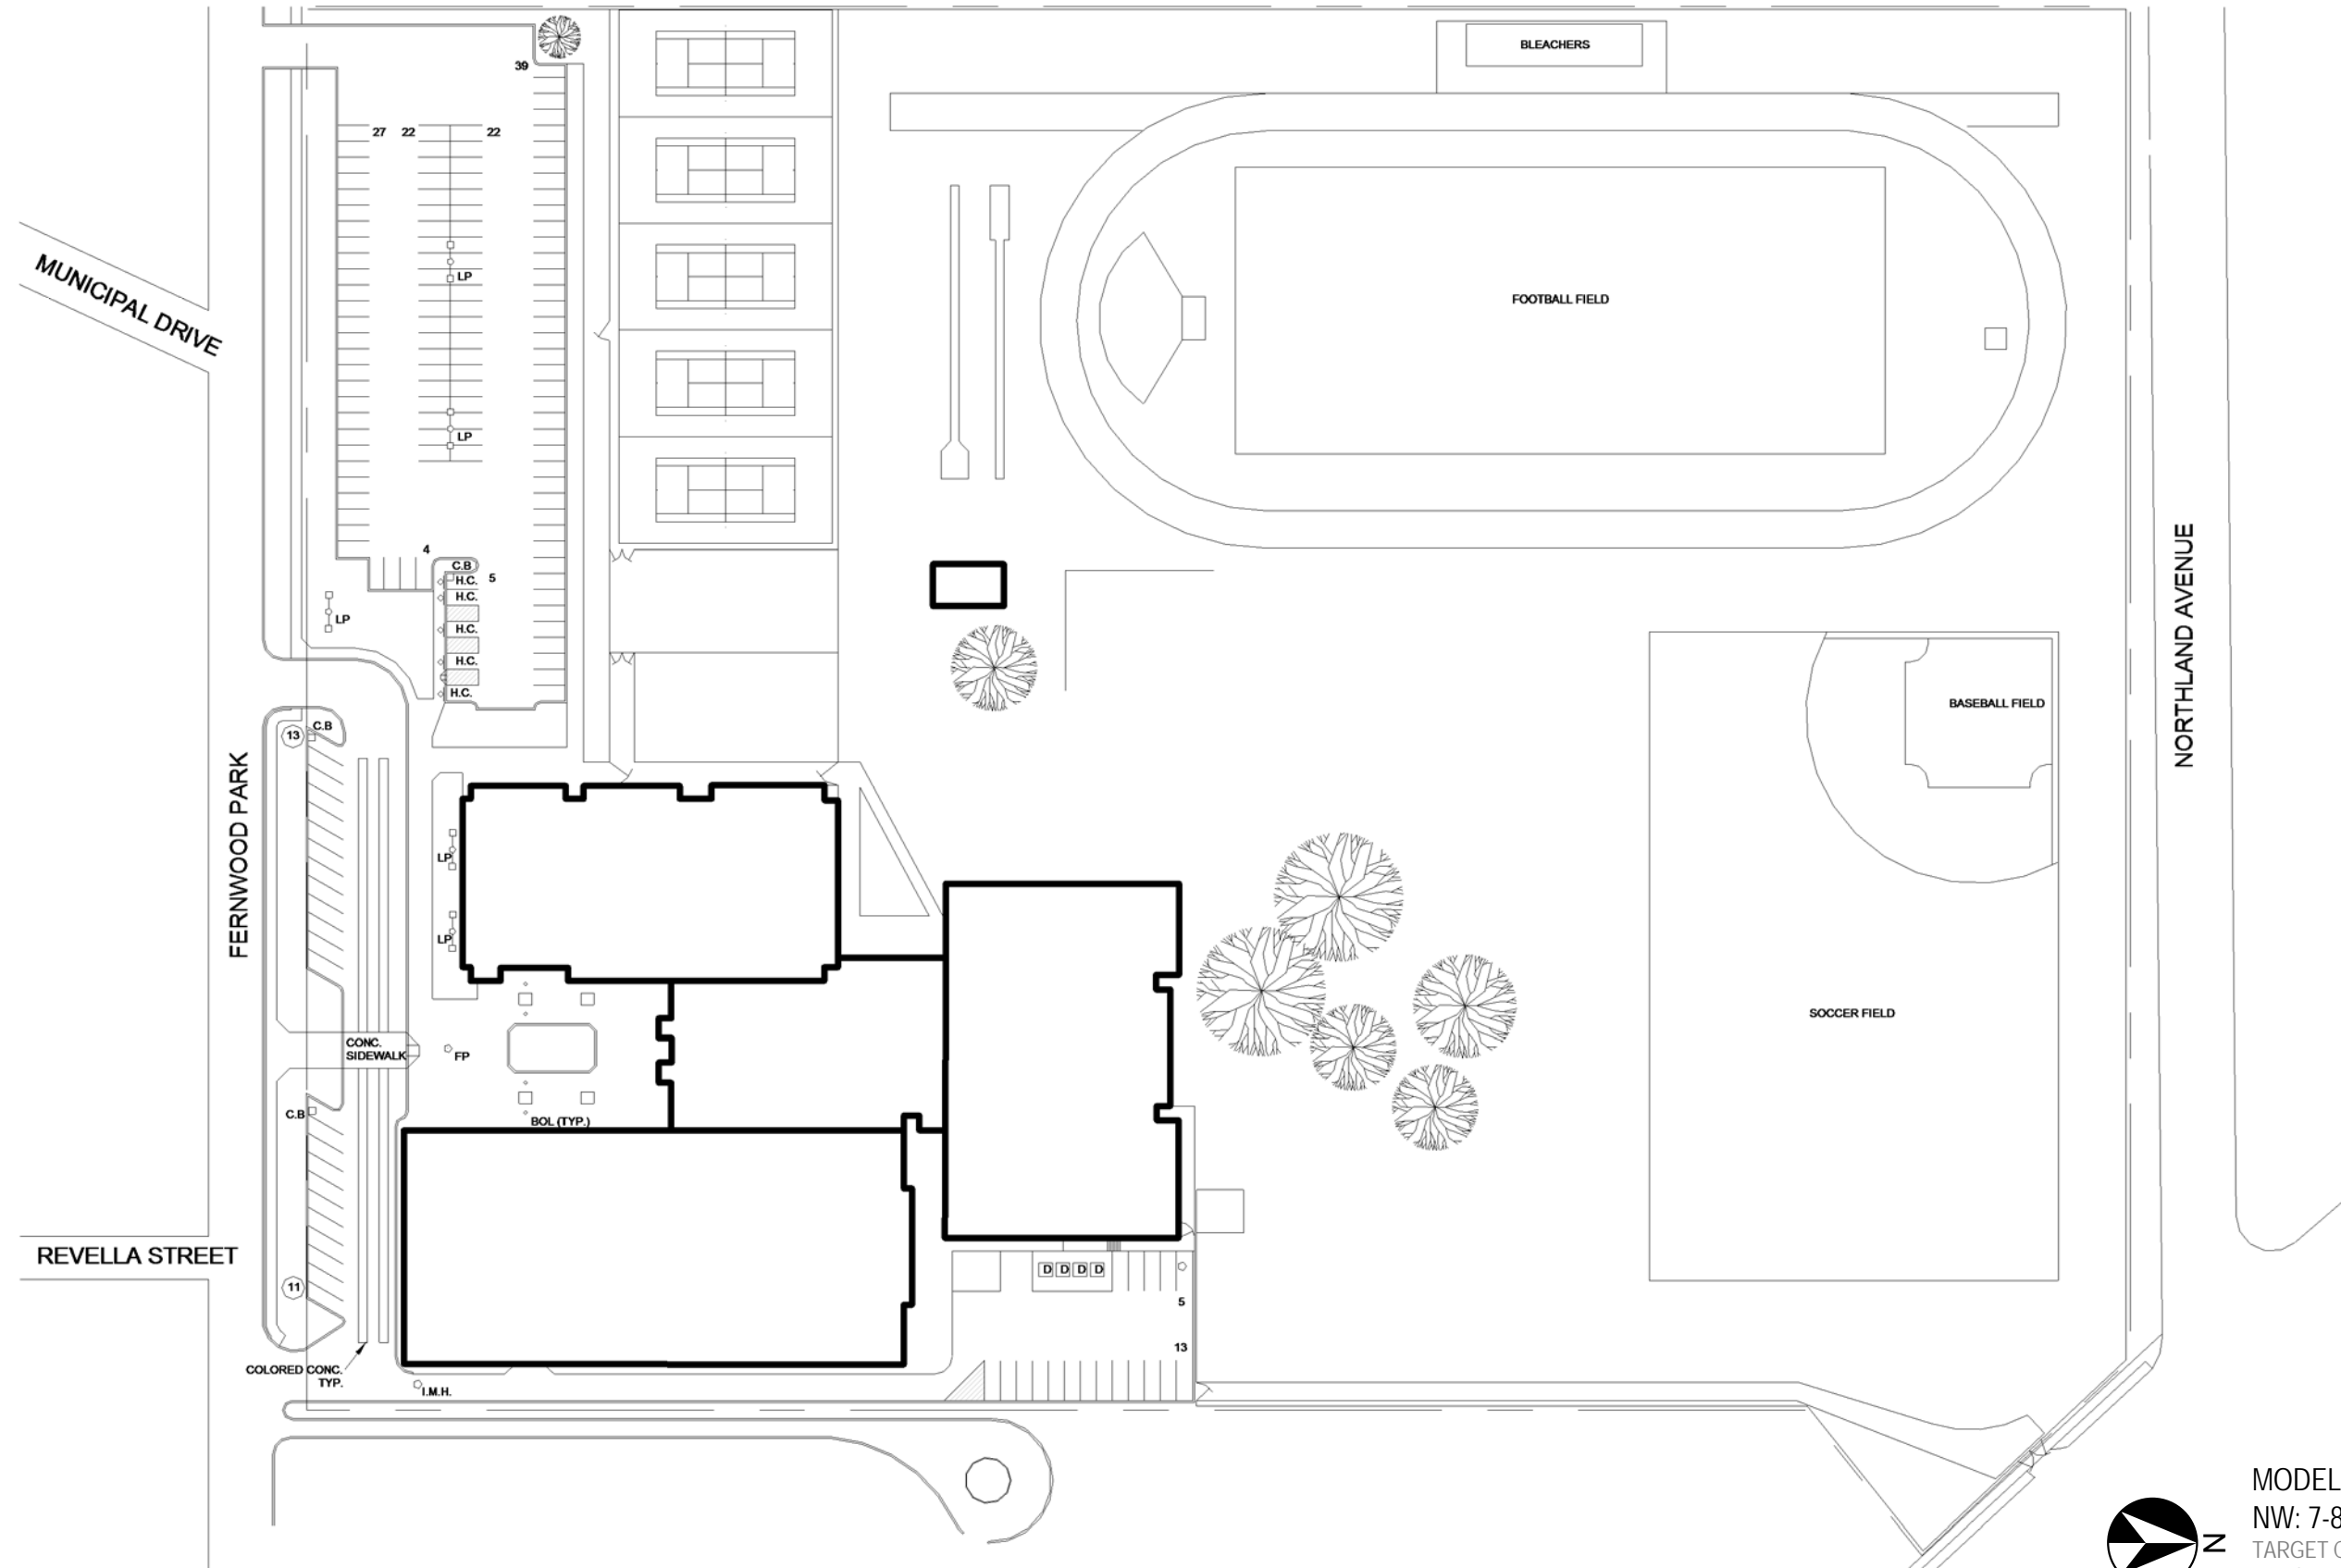 BLEACHERS
39
27
22
22
MUNICIPAL DRIVE
LP
FOOTBALL FIELD
LP
4
C.B
5
H.C.
H.C.
LP
H.C.
H.C.
H.C.
NORTHLAND AVENUE
BASEBALL FIELD
C.B
13
FERNWOOD PARK
LP
LP
SOCCER FIELD
CONC.
SIDEWALK
FP
C.B
BOL (TYP.)
REVELLA STREET
11
D D D D
5
13
COLORED CONC.
TYP.
I.M.H.
MODEL
NW: 7-8
TARGET
N